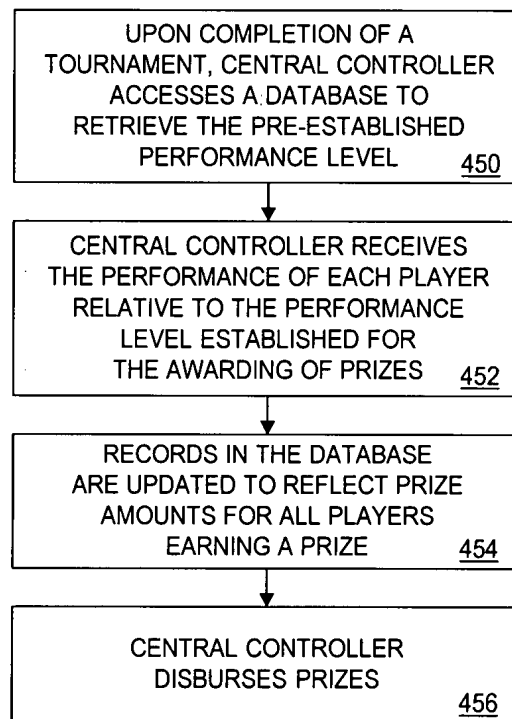 UPON COMPLETION OF A
TOURNAMENT, CENTRAL CONTROLLER
ACCESSES A DATABASE TO
RETRIEVE THE PRE-ESTABLISHED
PERFORMANCE LEVEL
450
CENTRAL CONTROLLER RECEIVES
THE PERFORMANCE OF EACH PLAYER
RELATIVE TO THE PERFORMANCE
LEVEL ESTABLISHED FOR
THE AWARDING OF PRIZES
452
RECORDS IN THE DATABASE
ARE UPDATED TO REFLECT PRIZE
AMOUNTS FOR ALL PLAYERS
EARNING A PRIZE
454
CENTRAL CONTROLLER
DISBURSES PRIZES
456